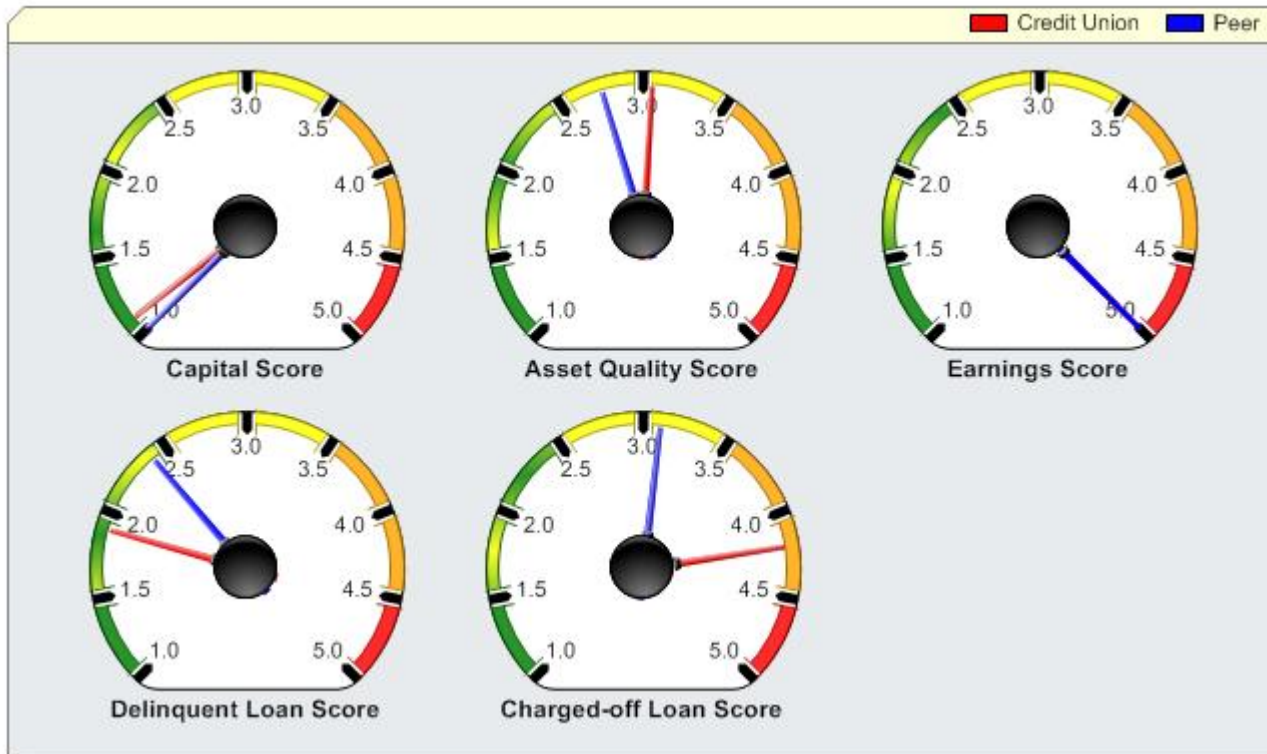 Credit Union Peer
3.0 3.0 3.0
2.5 3.5 2.5 3.5 2.5 3.5
2.0 4.0 2.0 4.0 2.0 4.0
1.5 4.5 1.5 4.5 1.5 4.5
1.0 5.0 1.0 5.0 1.0 5.0
Capital Score Asset Quality Score Earnings Score
3.0 3.0
2.5 3.5 2.5 3.5
2.0 4.0 2.0 4.0
1.5 4.5 1.5 4.5
1.0 5.0 1.0 5.0
Delinquent Loan Score Charged-off Loan Score